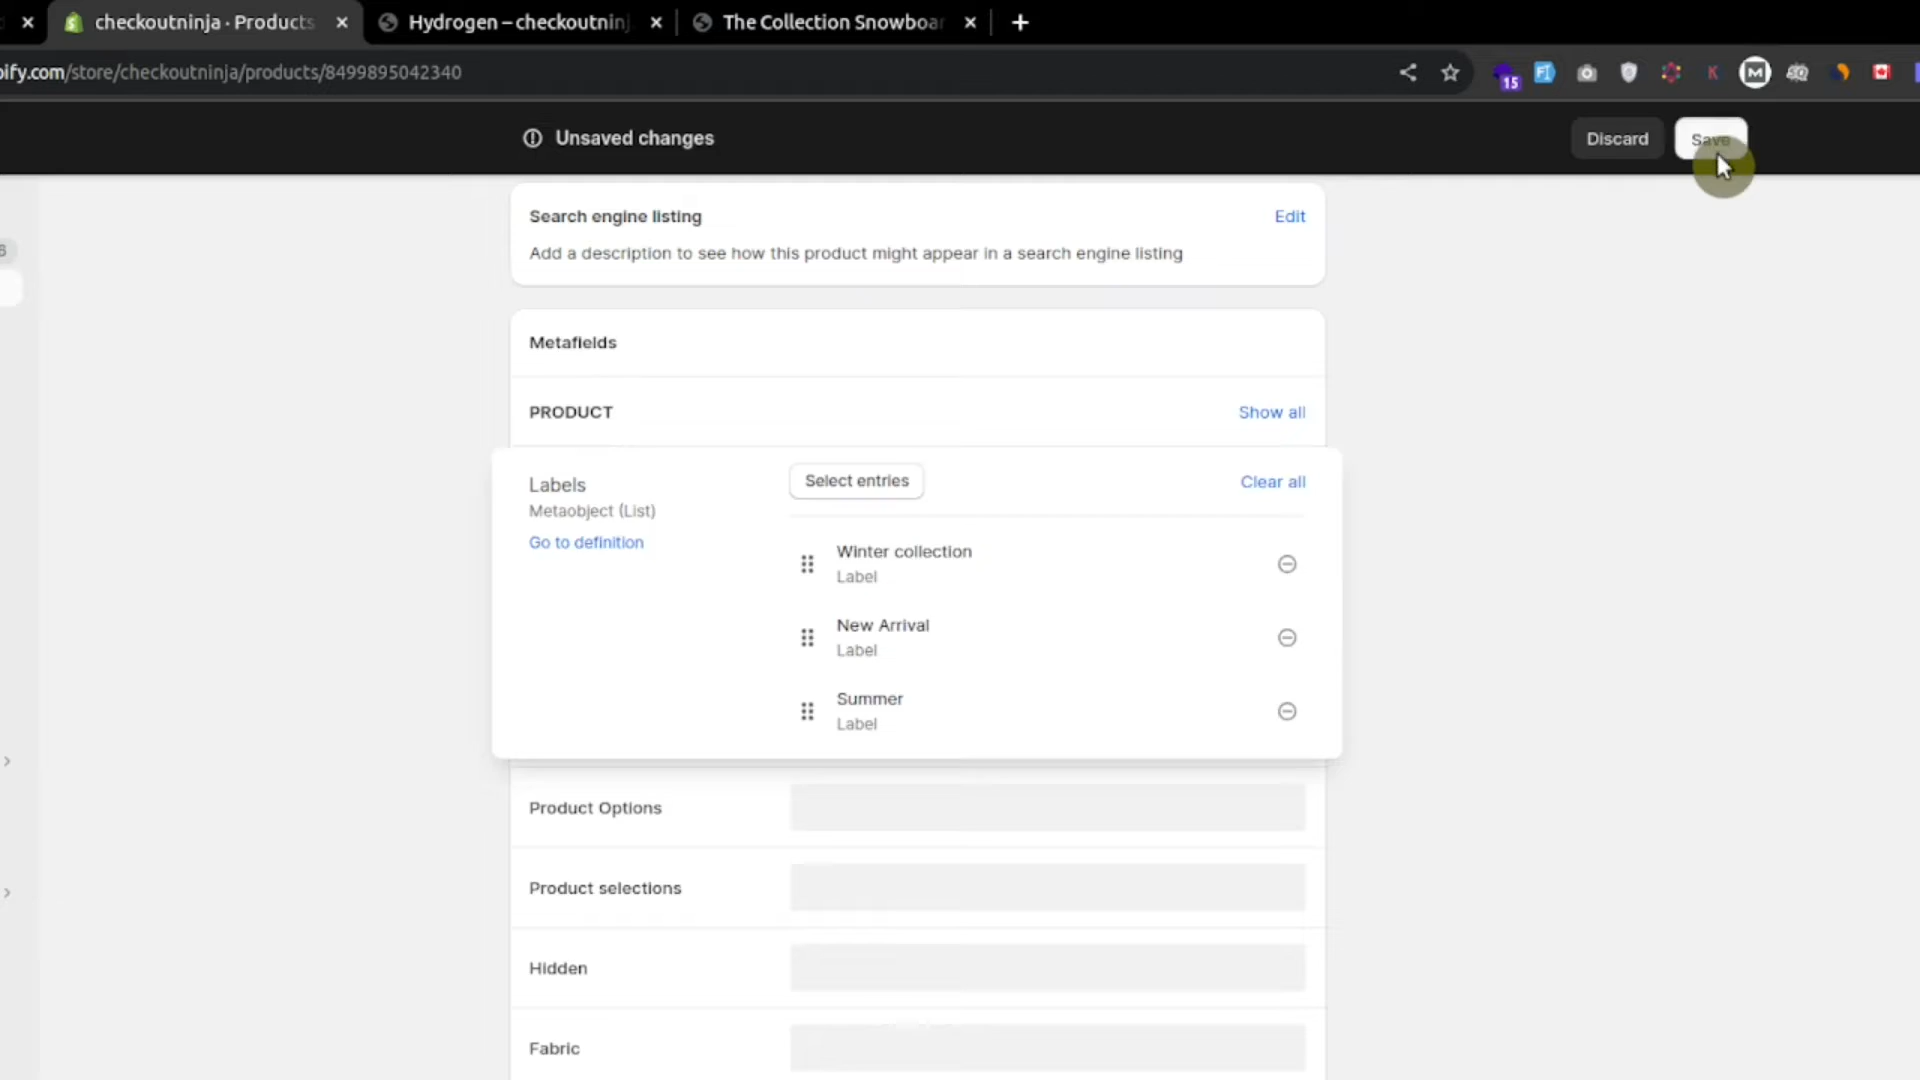 checkoutninja · Products
Hydrogen – checkoutnin
The Collection Snowboar
ify.com/store/checkoutninja/products/8499895042340
15
Unsaved changes
Discard
Save
Search engine listing
Edit
Add a description to see how this product might appear in a search engine listing
Metafields
PRODUCT
Show all
Labels
Metaobject (List)
Go to definition
Select entries
Clear all
Winter collection
Label
New Arrival
Label
Summer
Label
Product Options
Product selections
Hidden
Fabric